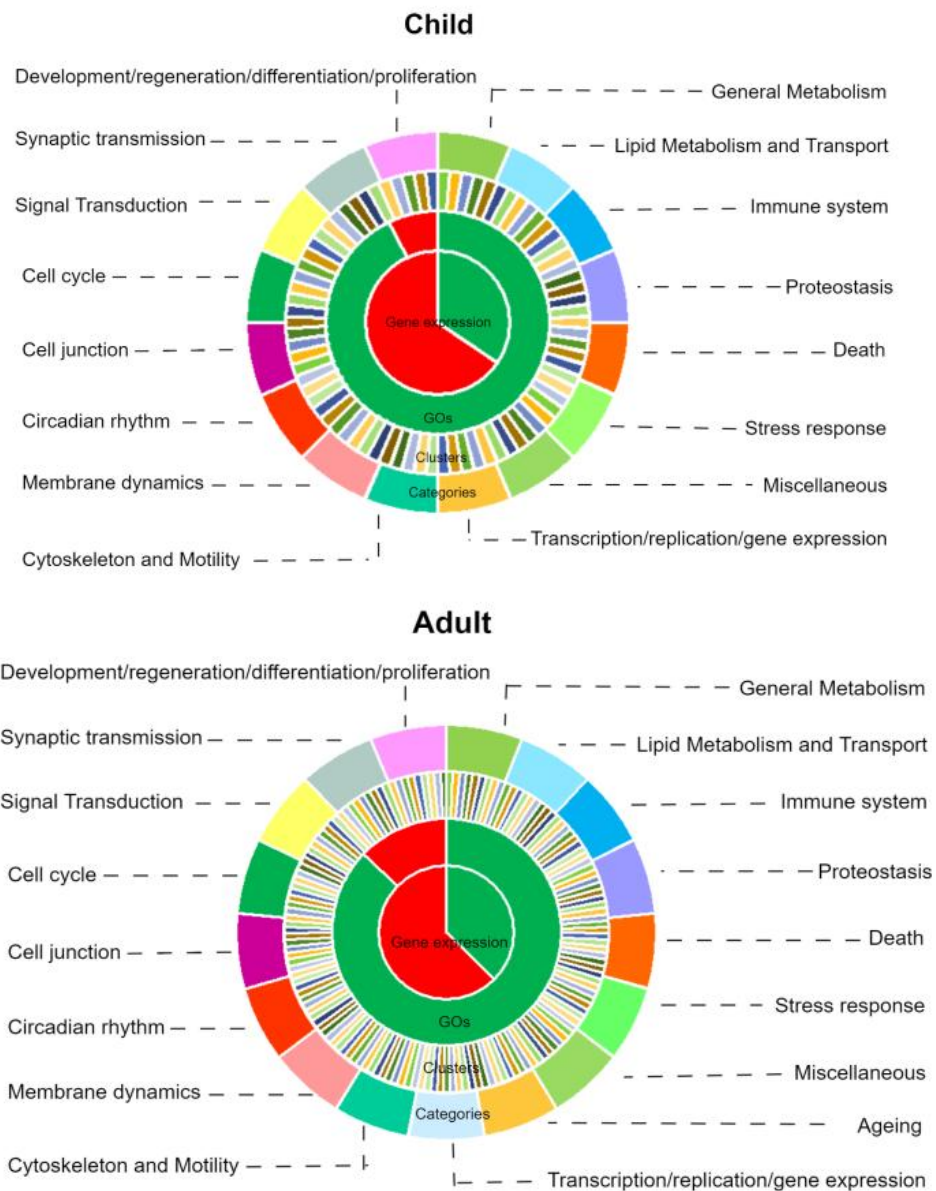 Child
Development/regeneration/differentiation/proliferation
General Metabolism
Synaptic transmission
Lipid Metabolism and Transport
Signal Transduction
Immune system
Cell cycle
Proteostasis
Gene expression
Cell junction
Death
Circadian rhythm
GOs
Stress response
Clusters
Membrane dynamics
Categories
Miscellaneous
Cytoskeleton and Motility
Transcription/replication/gene expression
Adult
Development/regeneration/differentiation/proliferation
General Metabolism
Synaptic transmission
Lipid Metabolism and Transport
Signal Transduction
Immune system
Cell cycle
Proteostasis
Gene expression
Cell junction
Death
Circadian rhythm
GOs
Stress response
Clusters
Membrane dynamics
Miscellaneous
Categories
Ageing
Cytoskeleton and Motility
Transcription/replication/gene expression